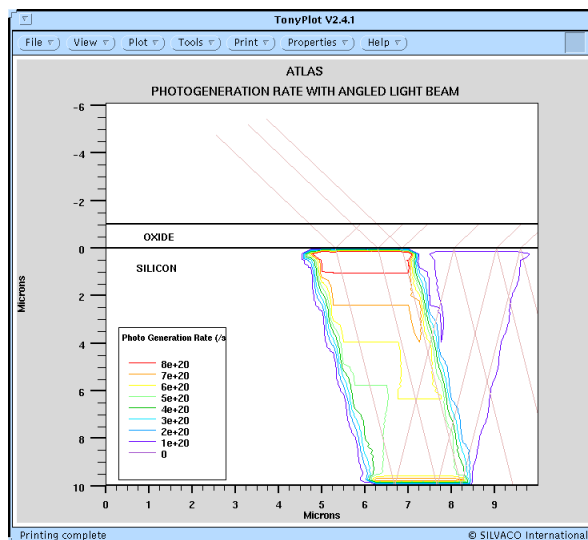 TonyPlot V2.4.1
File View Plot Tools Print Properties Help
ATLAS
PHOTOGENERATION RATE WITH ANGLED LIGHT BEAM
-6
-4
-2
0
2
4
6
8
10
Microns
OXIDE
SILICON
Photo Generation Rate (/s
8e+20
7e+20
6e+20
5e+20
4e+20
3e+20
2e+20
1e+20
0
0 1 2 3 4 5 6 7 8 9
Microns
Printing complete © SILVACO International